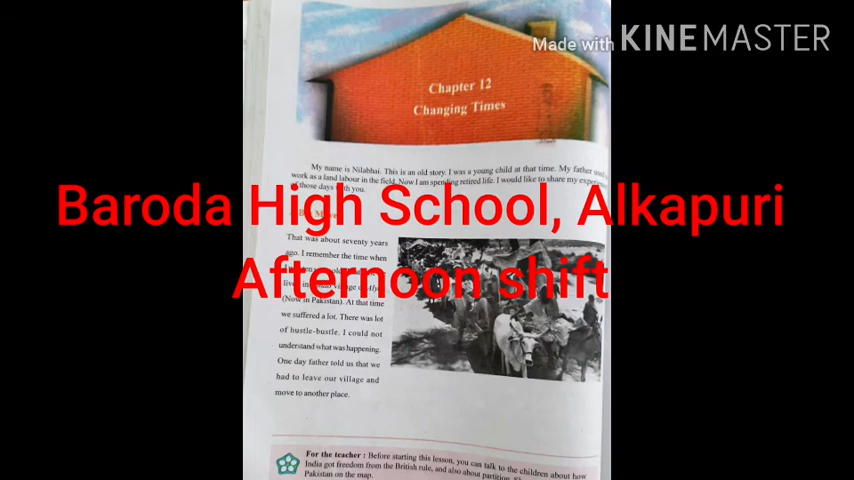 Made with KINEMASTER
Chapter 12
Changing Times
My name is Nilabhai. This is an old story. I was a young child at that time. My father
work as a land labour in the field. Now I am spending retired life. I would like to share my
of those days with you.
Baroda High School, Alkapuri
That was about seventy years
ago. I remember the time when
Afternoon shift
(Now in Pakistan). At that time
we suffered a lot. There was lot
of hustle-bustle. I could not
understand what was happening.
One day father told us that we
had to leave our village and
move to another place.
For the teacher : Before starting this lesson, you can talk to the children about how
India got freedom from the British rule, and also about partition.
Pakistan on the map.